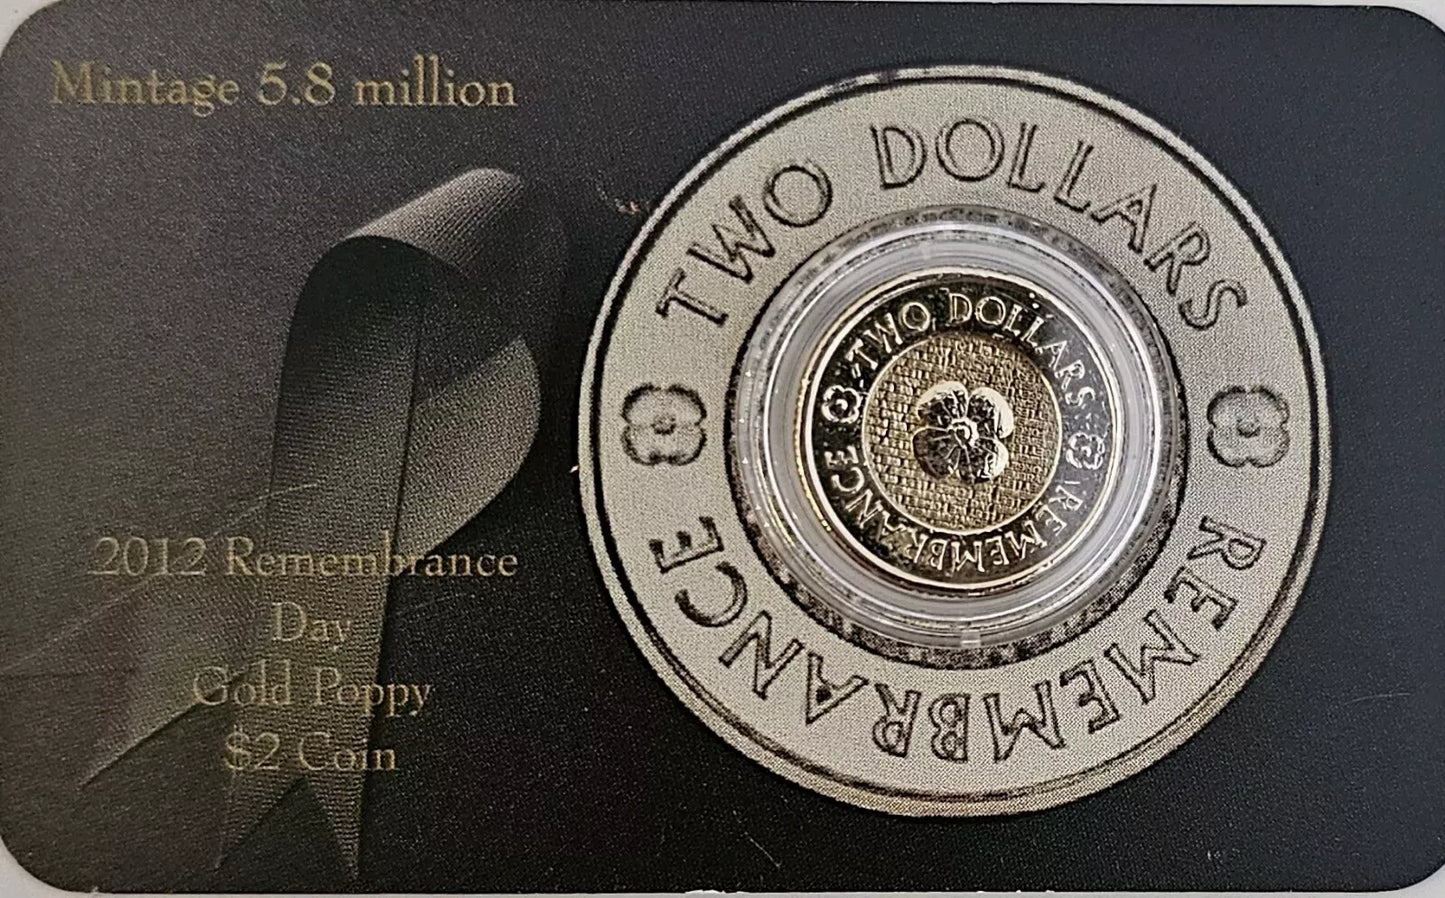 Mintage 5.8 million
2012 Remembrance
Day
Gold Poppy
$2 Coin
TWO DOLLARS
REMEMBRANCE
TWO DOLLARS
REMEMBRANCE